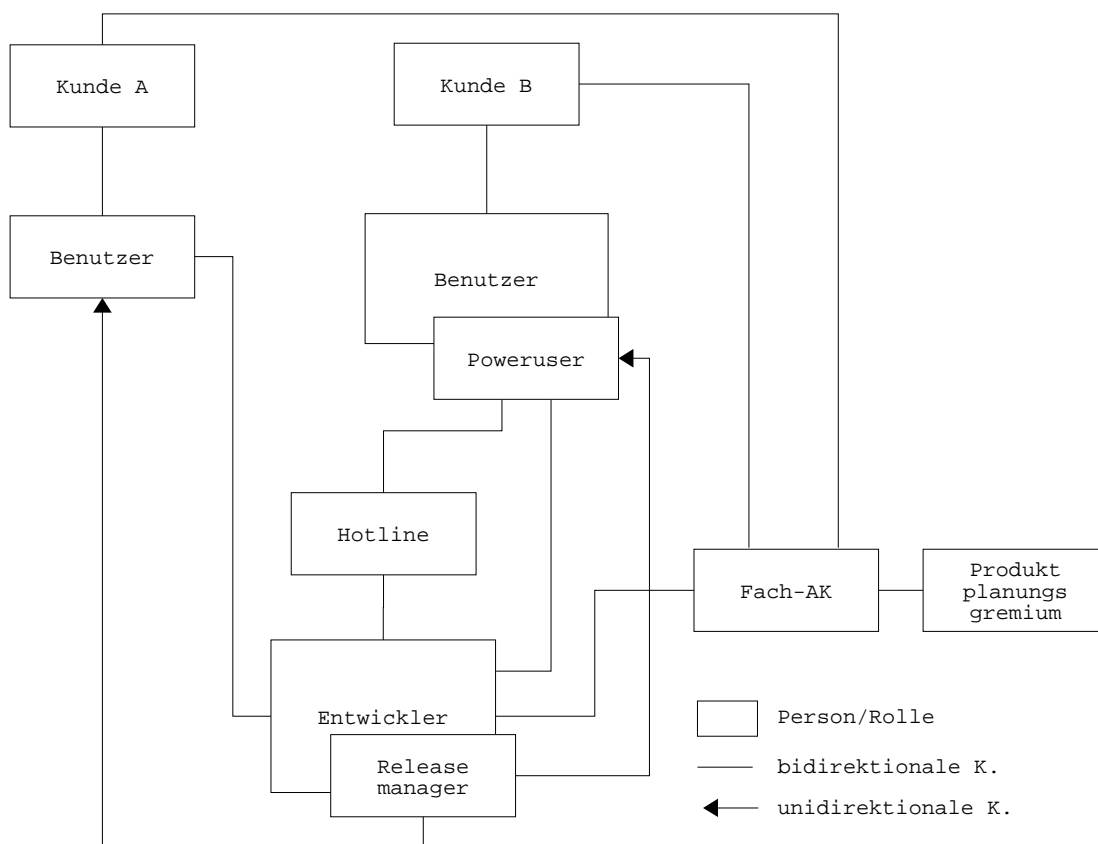 Kunde A
Kunde B
Benutzer
Benutzer
Poweruser
Hotline
Fach-AK
Produkt
planungs
gremium
Entwickler
Release
manager
Person/Rolle
bidirektionale K.
unidirektionale K.